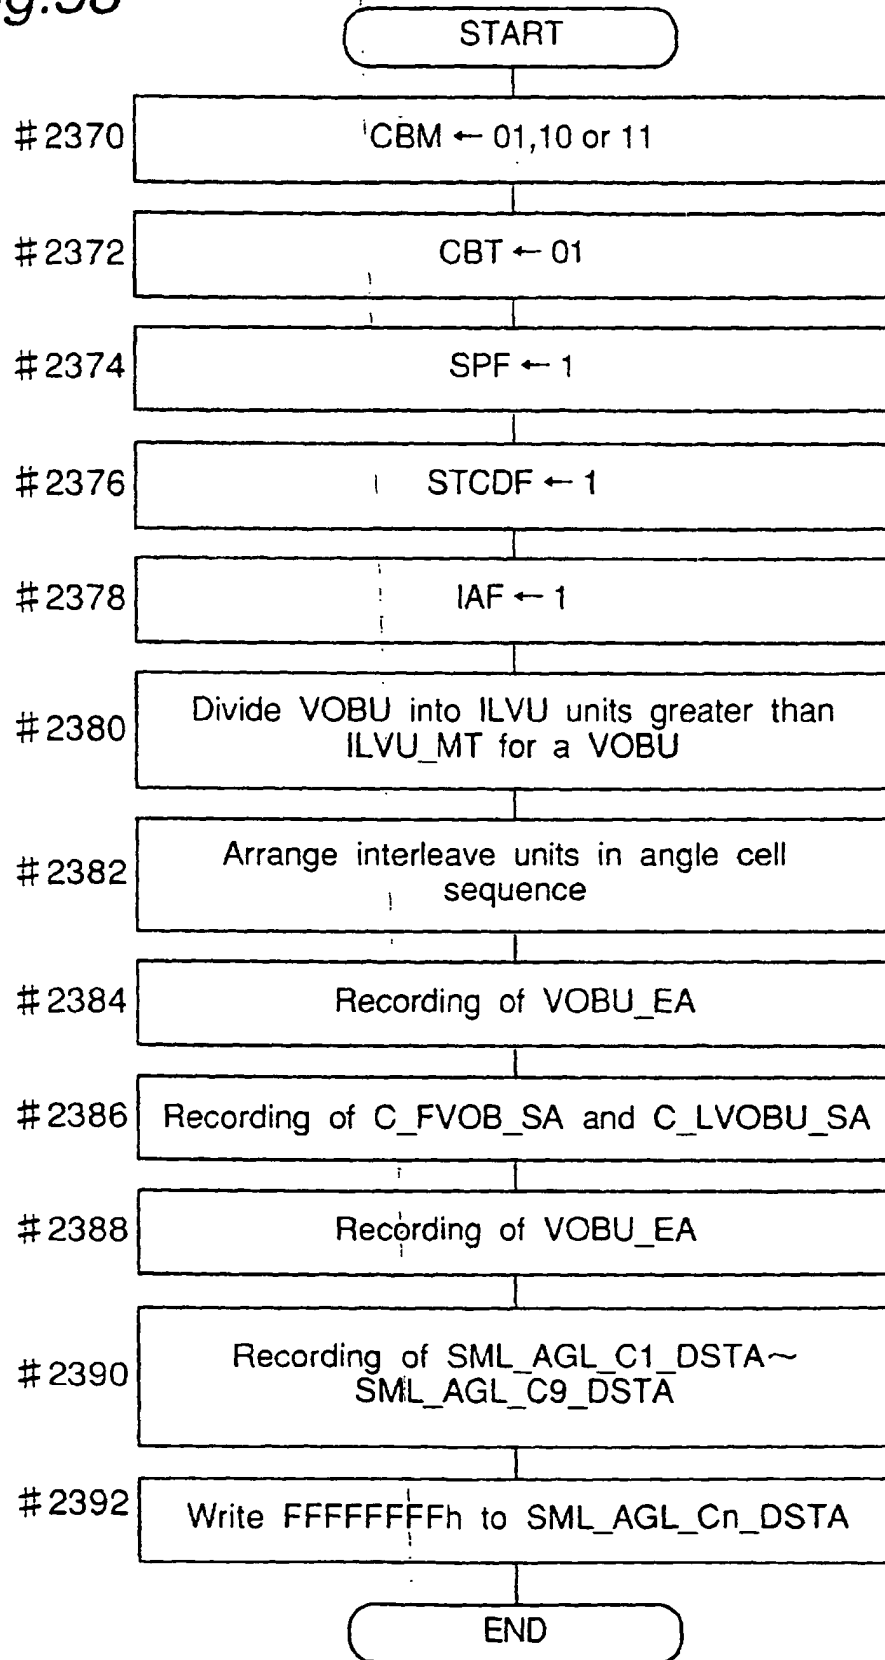 g.58
START
#2370 CBM ← 01,10 or 11
#2372 CBT ← 01
#2374 SPF ← 1
#2376 STCDF ← 1
#2378 IAF ← 1
#2380 Divide VOBU into ILVU units greater than
ILVU_MT for a VOBU
#2382 Arrange interleave units in angle cell
sequence
#2384 Recording of VOBU_EA
#2386 Recording of C_FVOB_SA and C_LVOBU_SA
#2388 Recording of VOBU_EA
#2390 Recording of SML_AGL_C1_DSTA~
SML_AGL_C9_DSTA
#2392 Write FFFFFFFFh to SML_AGL_Cn_DSTA
END